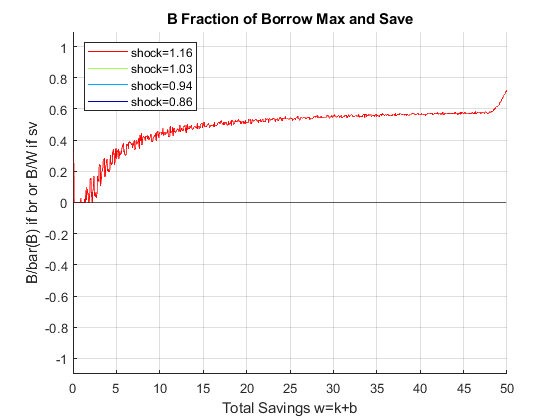 B Fraction of Borrow Max and Save
shock=1.16
shock=1.03
shock=0.94
shock=0.86
B/bar(B) if br or B/W if sv
1
0.8
0.6
0.4
0.2
0
-0.2
-0.4
-0.6
-0.8
-1
0 5 10 15 20 25 30 35 40 45 50
Total Savings w=k+b